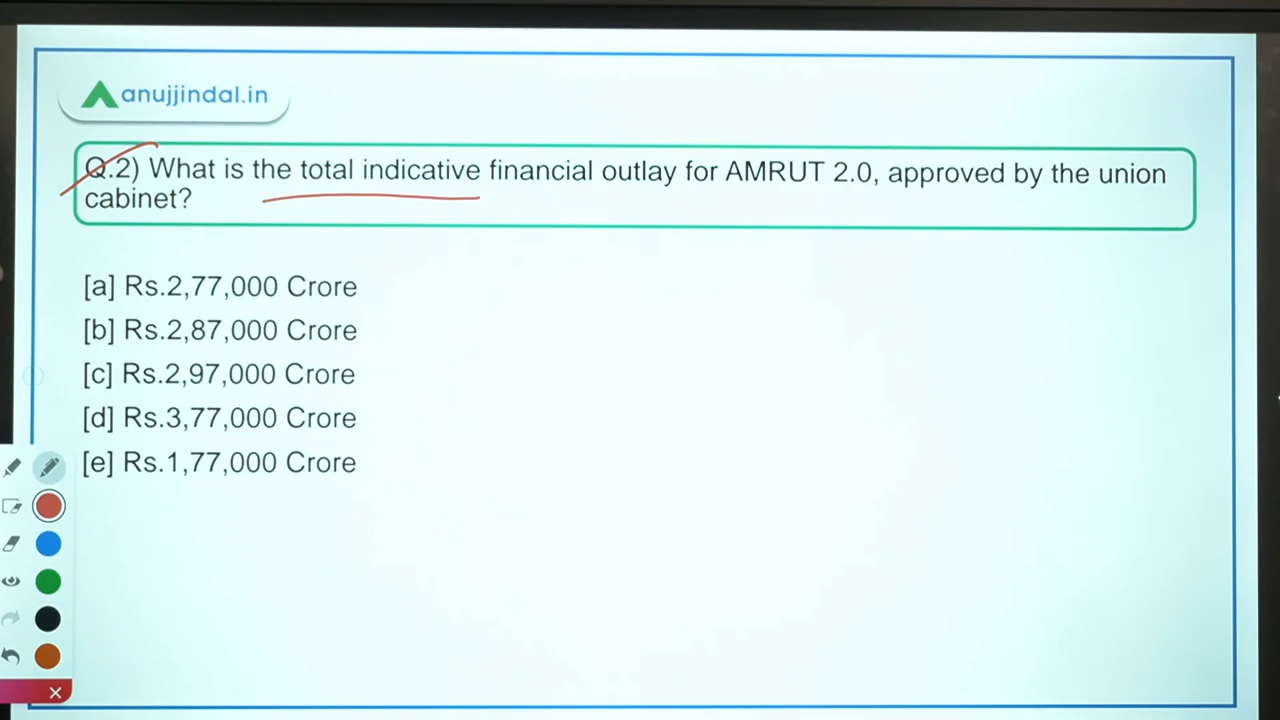 anujjindal.in
Q.2) What is the total indicative financial outlay for AMRUT 2.0, approved by the union
cabinet?
[a] Rs.2,77,000 Crore
[b] Rs.2,87,000 Crore
[c] Rs.2,97,000 Crore
[d] Rs.3,77,000 Crore
[e] Rs.1,77,000 Crore